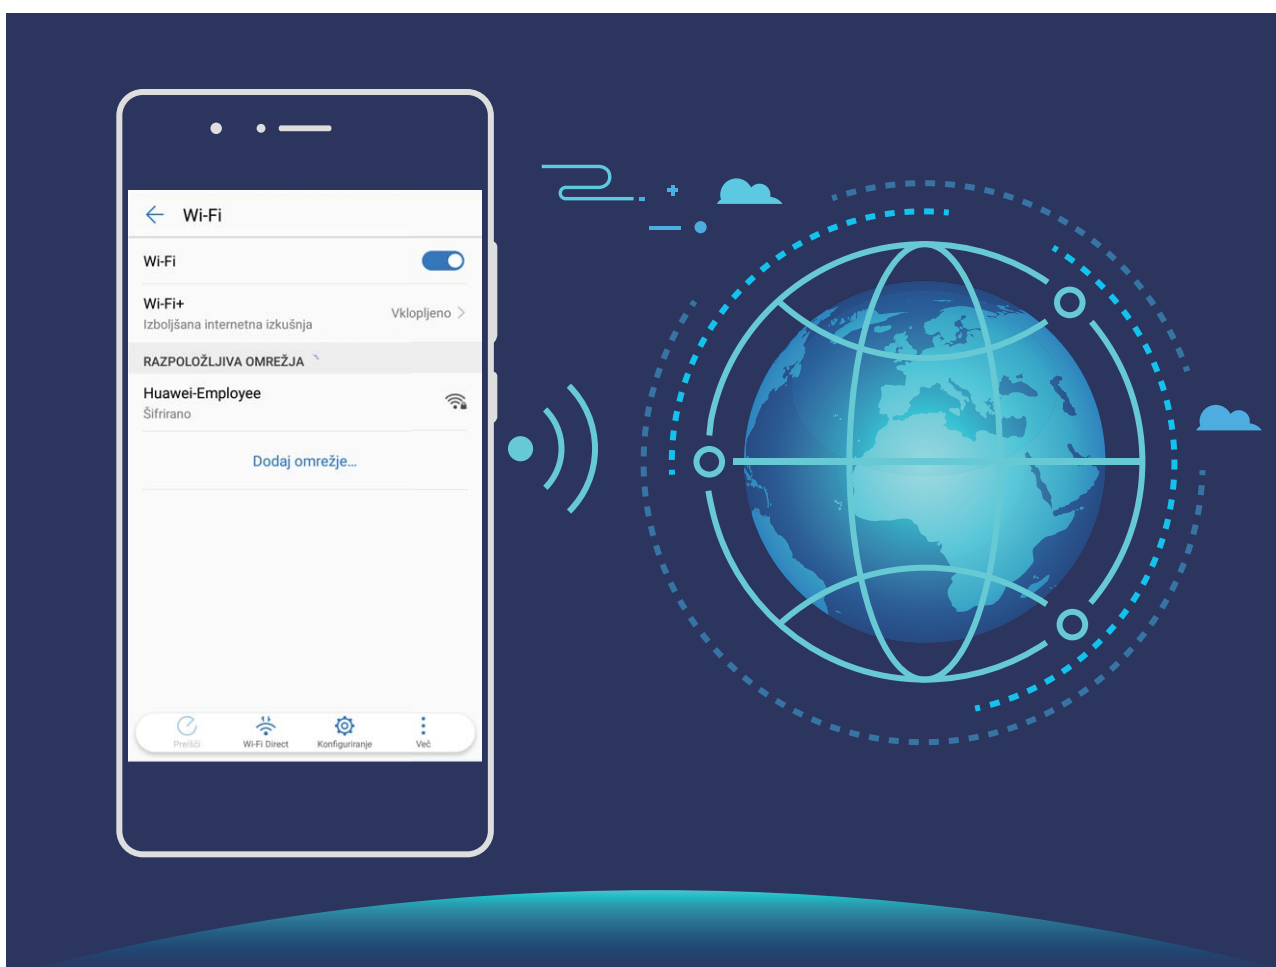 Wi-Fi
Wi-Fi
Wi-Fi+
Izboljšana internetna izkušnja
Vklopljeno
RAZPOLOŽLJIVA OMREŽJA
Huawei-Employee
Šifrirano
Dodaj omrežje...
Preišči
Wi-Fi Direct
Konfiguriranje
Več